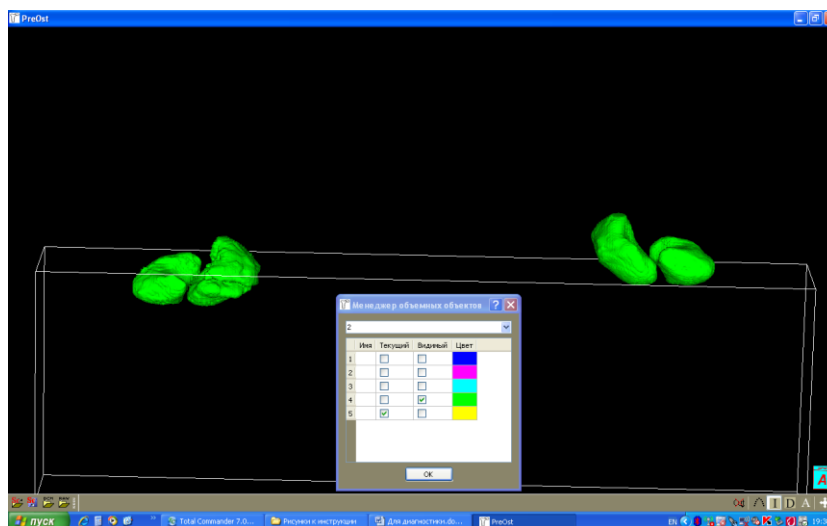 PreOst
Менеджер объемных объектов
2
Имя Текущий Видимый Цвет
1
2
3
4
5
OK
I D A
A
пуск
Total Commander 7.0...
Рисунки к инструкции
Для диагностики.do...
PreOst
EN